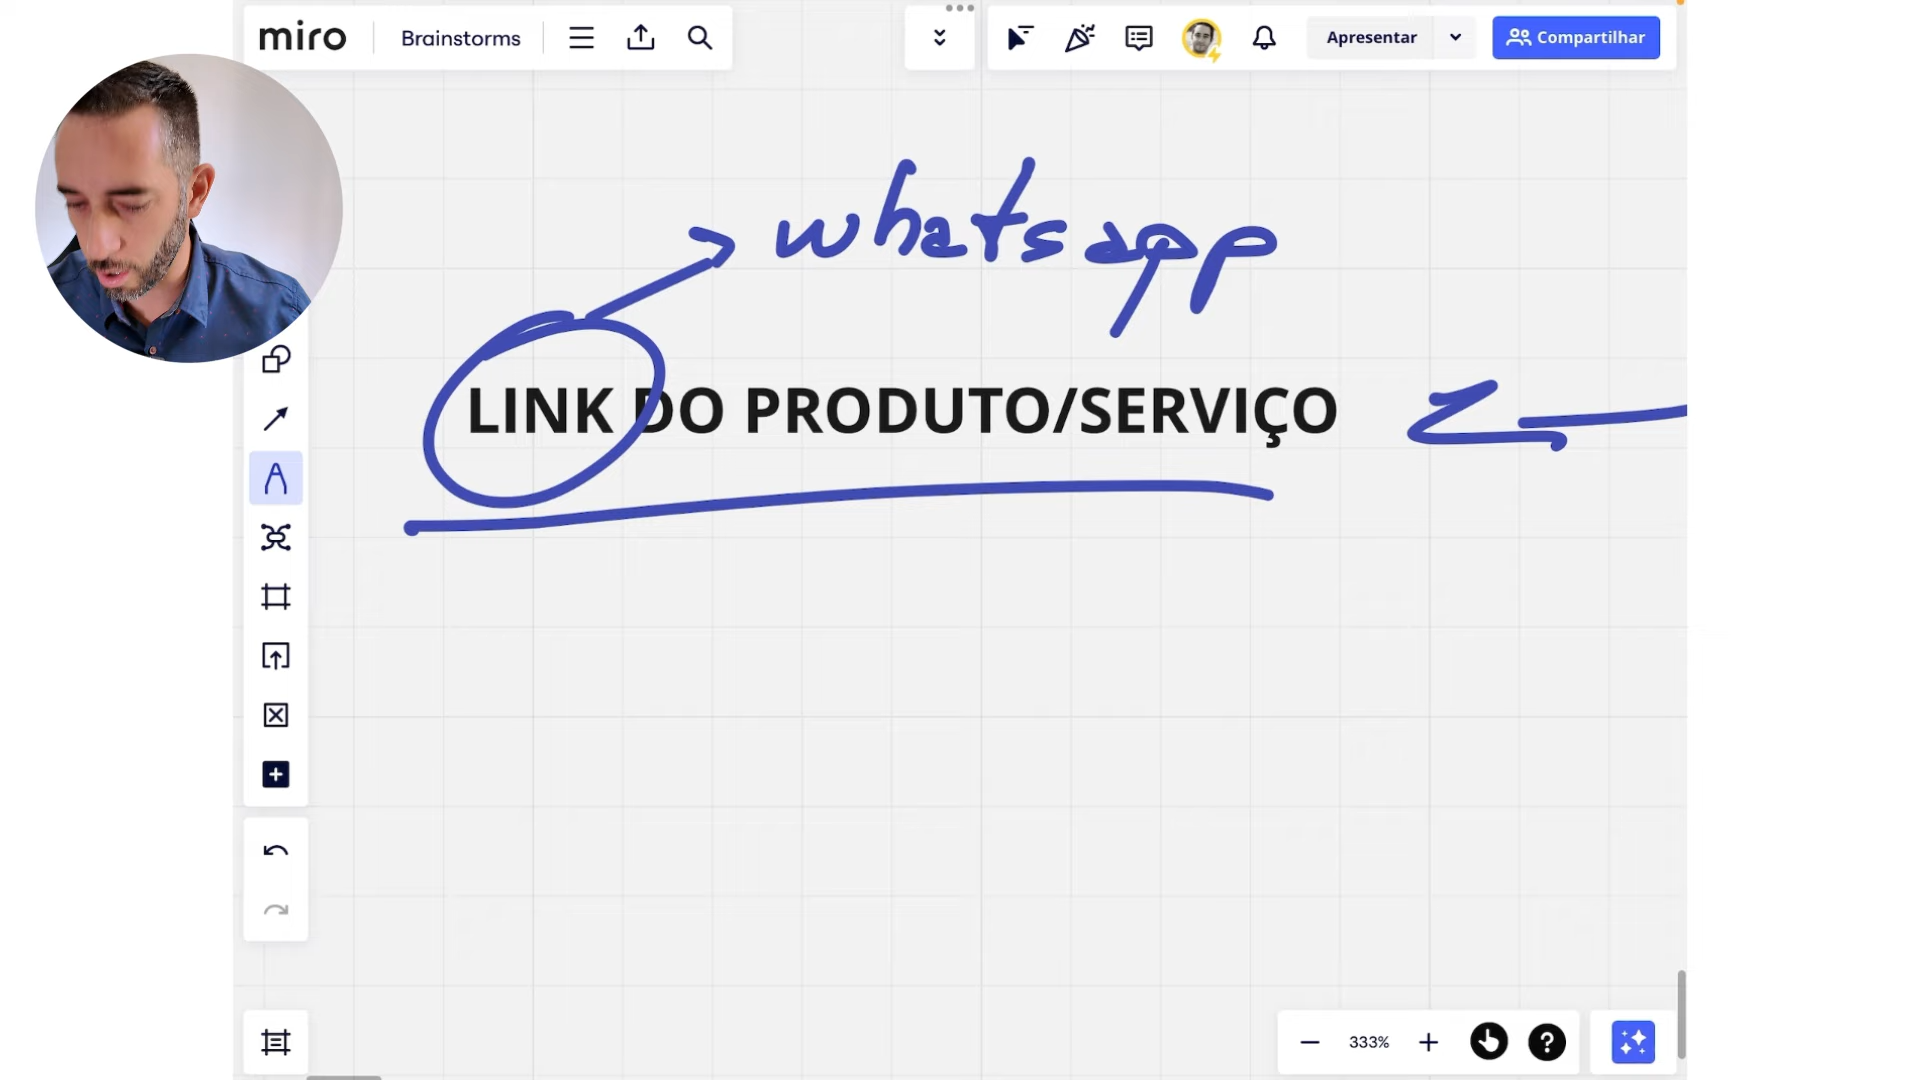 miro
Brainstorms
Apresentar
Compartilhar
whatsapp
LINK DO PRODUTO/SERVIÇO
333%